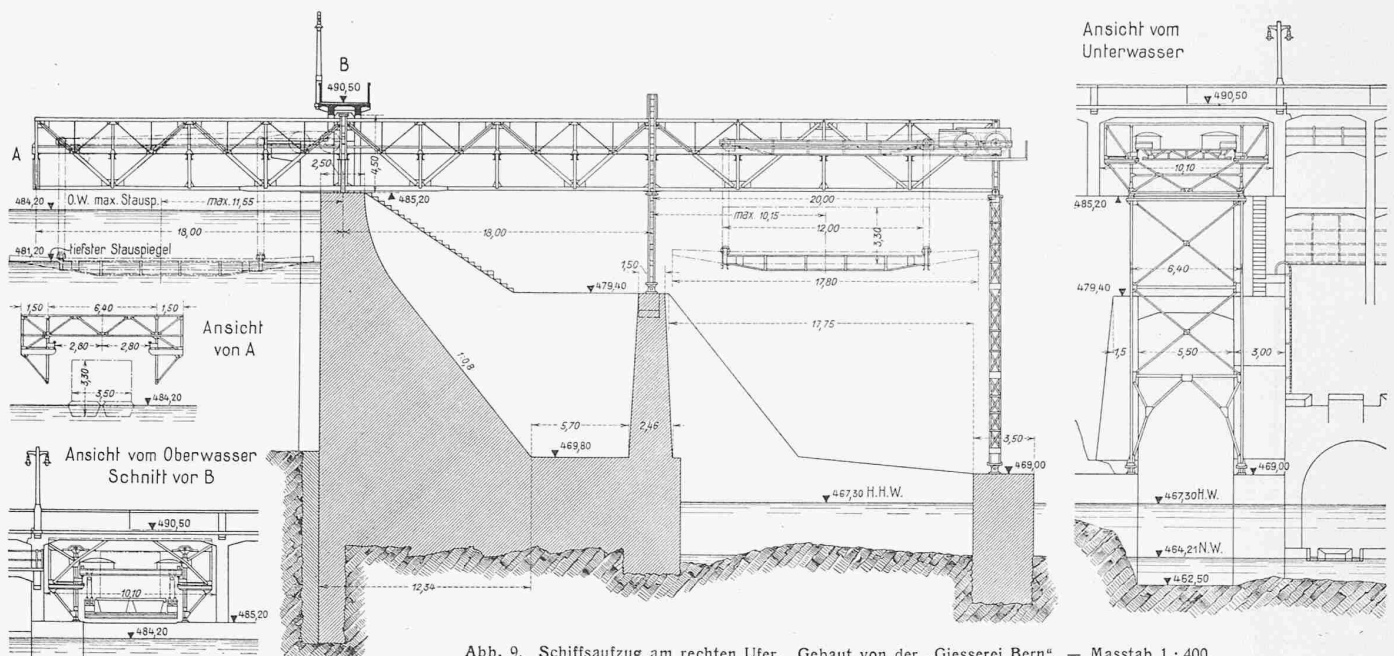 B
490,50
A
2,50
4,50
O.W. max. Stausp.
max. 11,55
484,20
485,20
18,00
18,00
481,20
tiefster Stauspiegel
20,00
max. 10,15
12,00
3,30
17,80
1,50
479,40
17,75
1:0,8
5,70
2,46
469,80
3,50
469,00
467,30 H.H.W.
12,34
1,50
6,40
1,50
Ansicht
von A
2,80
2,80
3,30
3,50
484,20
Ansicht vom Oberwasser
Schnitt vor B
490,50
10,10
485,20
484,20
Ansicht vom
Unterwasser
490,50
10,10
485,20
6,40
479,40
1,5
5,50
3,00
469,00
467,30 H.W.
464,21 N.W.
462,50
Abb. 9. Schiffsaufzug am rechten Ufer. Gebaut von der „Giesserei Bern“. — Masstab 1 : 400.